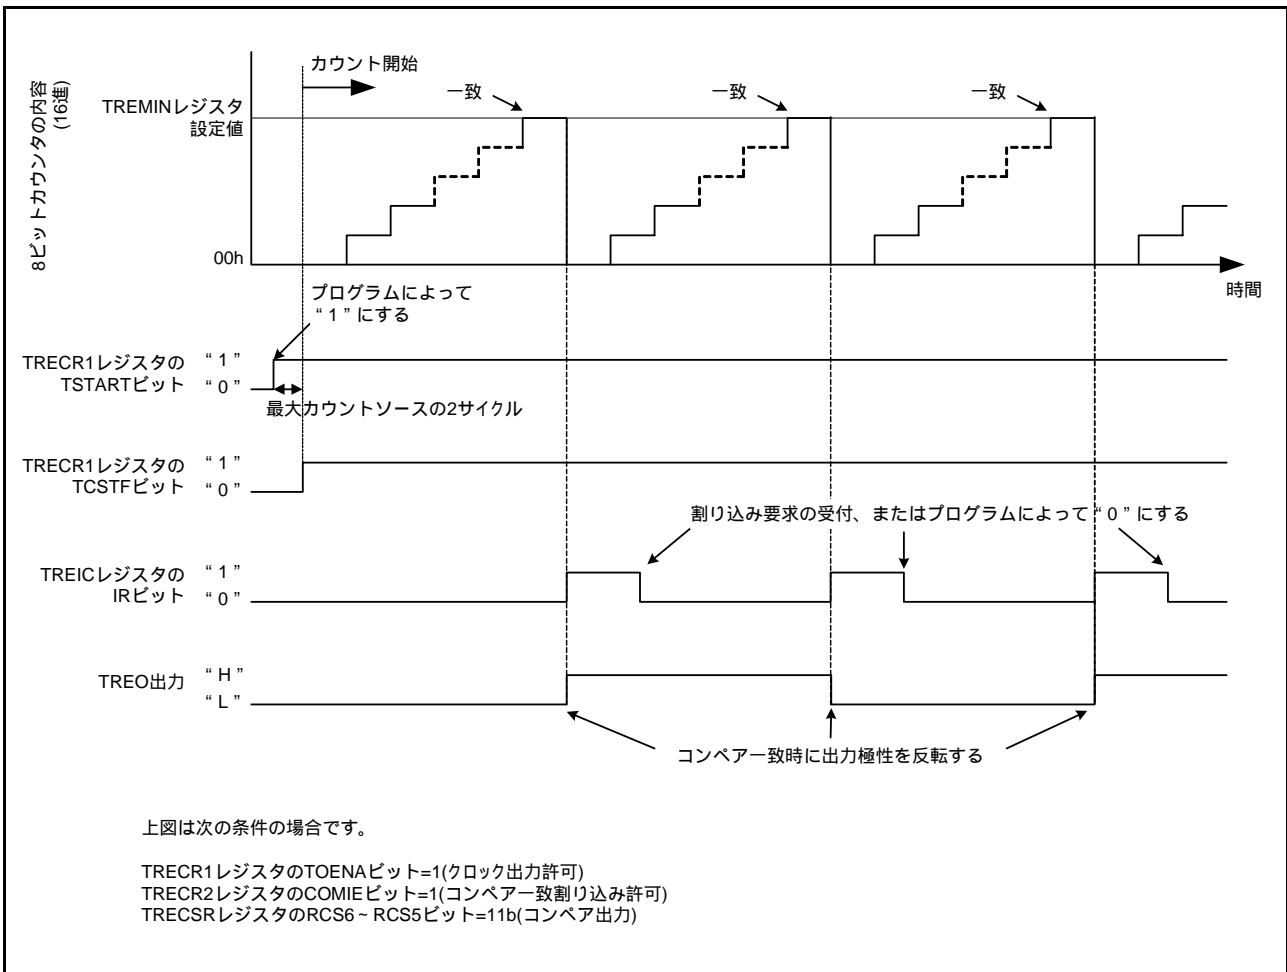 カウント開始
8ビットカウンタの内容
(16進)
TREMINレジスタ
設定値
一致
一致
一致
00h
時間
プログラムによって
“ 1 ” にする
TRECR1レジスタの
TSTARTビット
“ 1 ”
“ 0 ”
最大カウントソースの2サイクル
TRECR1レジスタの
TCSTFビット
“ 1 ”
“ 0 ”
割り込み要求の受付、またはプログラムによって “ 0 ” にする
TREICレジスタの
IRビット
“ 1 ”
“ 0 ”
TREO出力
“ H ”
“ L ”
コンペア一致時に出力極性を反転する
上図は次の条件の場合です。
TRECR1レジスタのTOENAビット=1(クロック出力許可)
TRECR2レジスタのCOMIEビット=1(コンペア一致割り込み許可)
TRECSRレジスタのRCS6~RCS5ビット=11b(コンペア出力)